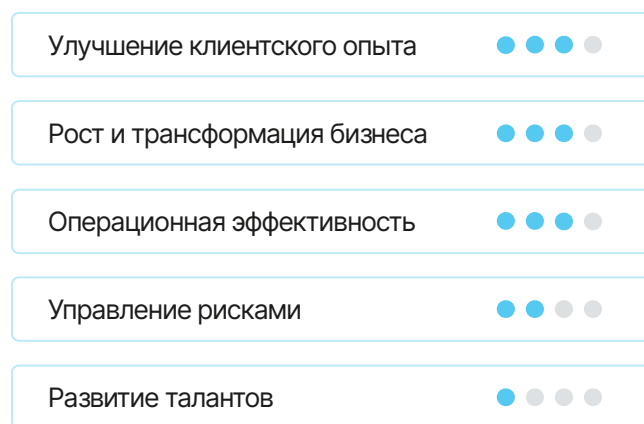 Улучшение клиентского опыта
Рост и трансформация бизнеса
Операционная эффективность
Управление рисками
Развитие талантов